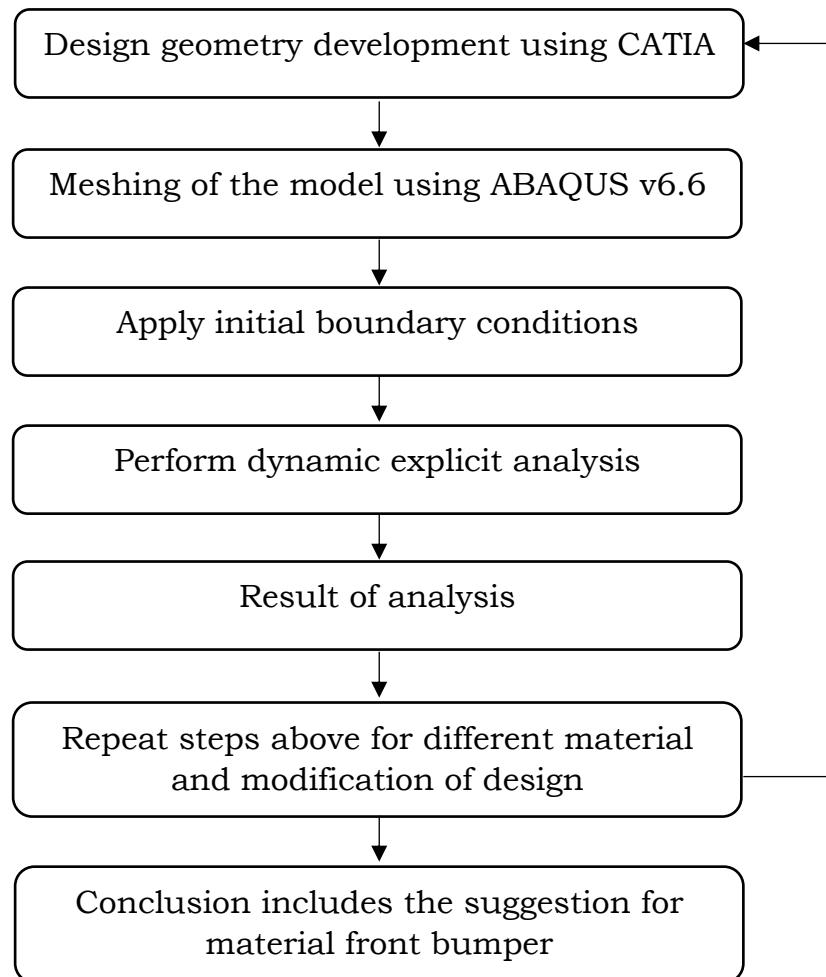 Design geometry development using CATIA
Meshing of the model using ABAQUS v6.6
Apply initial boundary conditions
Perform dynamic explicit analysis
Result of analysis
Repeat steps above for different material
and modification of design
Conclusion includes the suggestion for
material front bumper